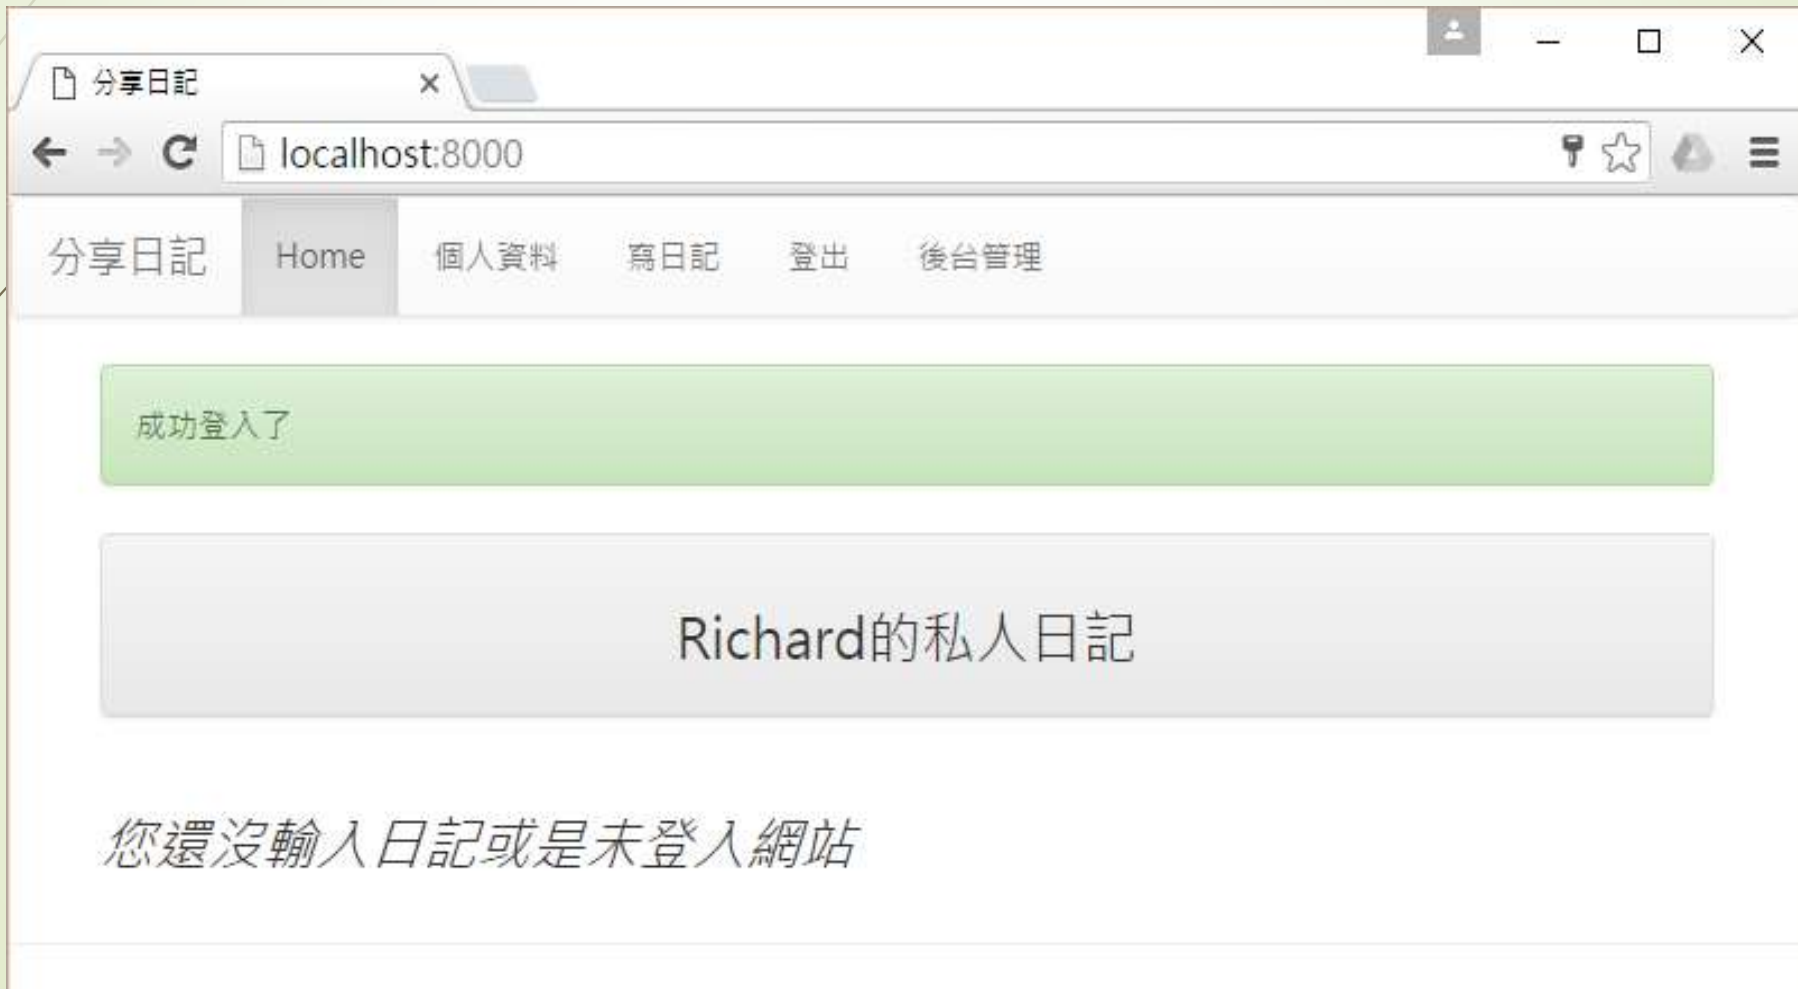 分享日記
localhost:8000
分享日記 Home 個人資料 寫日記 登出 後台管理
成功登入了
Richard的私人日記
您還沒輸入日記或是未登入網站